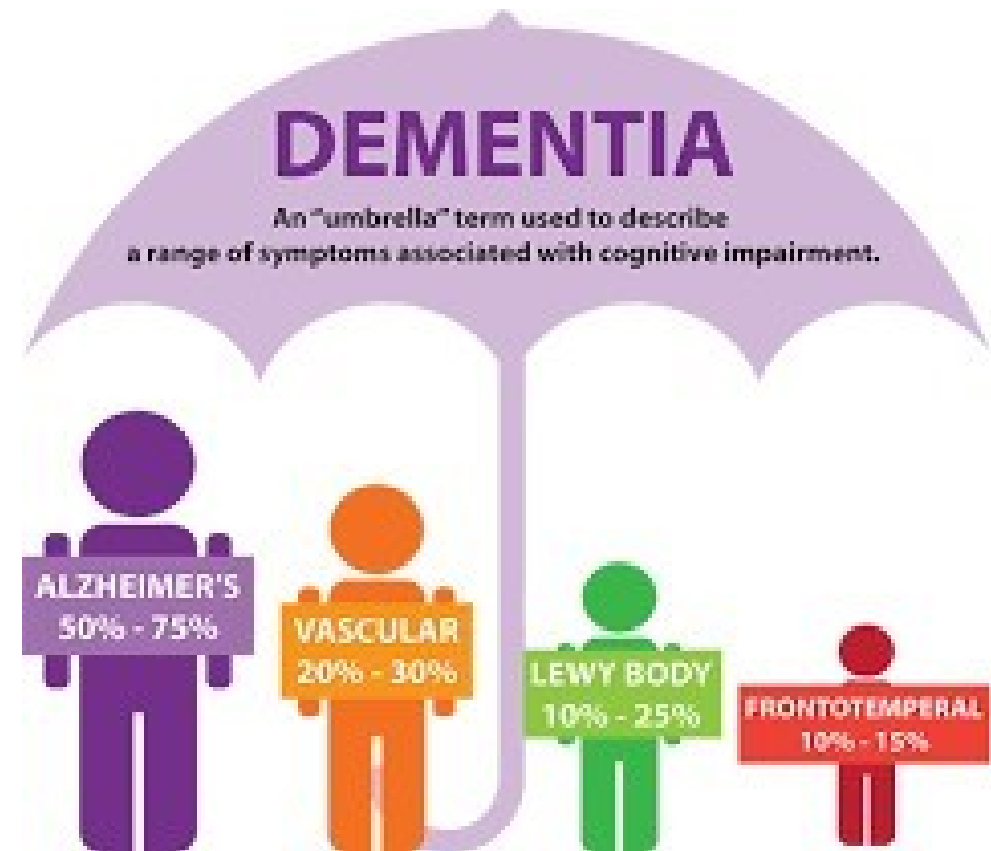 DEMENTIA
An “umbrella” term used to describe
a range of symptoms associated with cognitive impairment.
ALZHEIMER'S
50% - 75%
VASCULAR
20% - 30%
LEWY BODY
10% - 25%
FRONTOTEMPERAL
10% - 15%